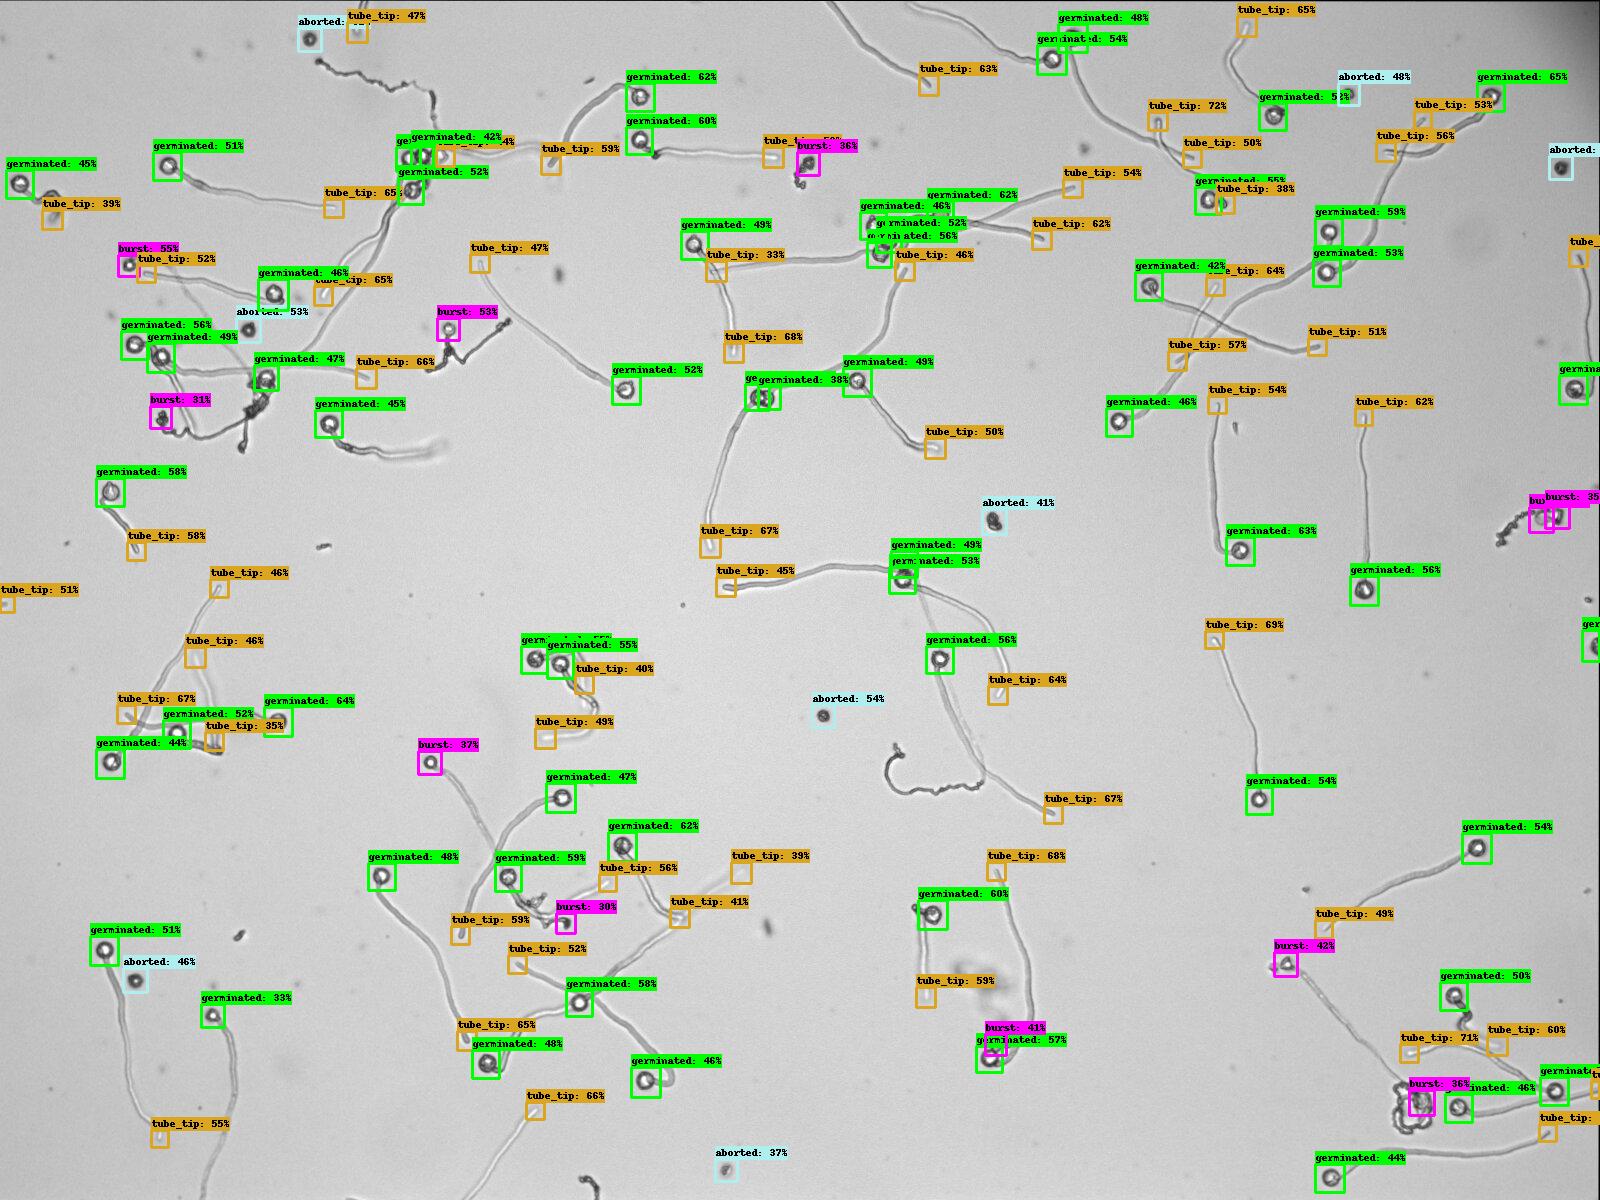 tube_tip: 47%
aborted:
tube_tip: 65%
germinated: 48%
germinated: 54%
tube_tip: 63%
germinated: 62%
aborted: 48%
germinated: 65%
germinated:
tube_tip: 53%
tube_tip: 72%
germinated: 60%
tube_tip: 56%
germinated: 42%
tube_tip: 50%
burst: 36%
germinated: 51%
tube_tip: 59%
aborted:
germinated: 45%
germinated: 52%
tube_tip: 54%
tube_tip: 65%
tube_tip: 38%
germinated: 62%
tube_tip: 39%
germinated: 46%
germinated: 59%
germinated: 49%
germinated: 52%
tube_tip: 62%
germinated: 56%
burst: 55%
tube_tip: 47%
tube_tip: 52%
tube_tip: 33%
tube_tip: 46%
germinated: 53%
germinated: 42%
tube_tip: 64%
germinated: 46%
tube_tip: 65%
aborted: 53%
burst: 53%
germinated: 56%
germinated: 49%
tube_tip: 68%
tube_tip: 51%
tube_tip: 57%
germinated: 47%
tube_tip: 66%
germinated: 52%
germinated: 49%
germinated: 38%
tube_tip: 54%
burst: 31%
germinated: 45%
germinated: 46%
tube_tip: 62%
tube_tip: 50%
germinated: 58%
aborted: 41%
burst: 35
tube_tip: 58%
tube_tip: 67%
germinated: 63%
germinated: 49%
germinated: 53%
tube_tip: 46%
tube_tip: 45%
germinated: 56%
tube_tip: 51%
tube_tip: 69%
tube_tip: 46%
germinated: 55%
germinated: 56%
tube_tip: 40%
tube_tip: 64%
tube_tip: 67%
germinated: 64%
aborted: 54%
germinated: 52%
tube_tip: 35%
tube_tip: 49%
germinated: 44%
burst: 37%
germinated: 47%
germinated: 54%
tube_tip: 67%
germinated: 62%
germinated: 54%
germinated: 48%
germinated: 59%
tube_tip: 56%
tube_tip: 39%
tube_tip: 68%
germinated: 60%
tube_tip: 41%
burst: 30%
tube_tip: 49%
tube_tip: 59%
germinated: 51%
burst: 42%
tube_tip: 52%
aborted: 46%
germinated: 50%
germinated: 58%
tube_tip: 59%
germinated: 33%
tube_tip: 65%
burst: 41%
tube_tip: 60%
germinated: 48%
germinated: 57%
tube_tip: 71%
germinated: 46%
burst: 36%
tube_tip: 66%
tube_tip: 55%
tube_tip:
aborted: 37%
germinated: 44%